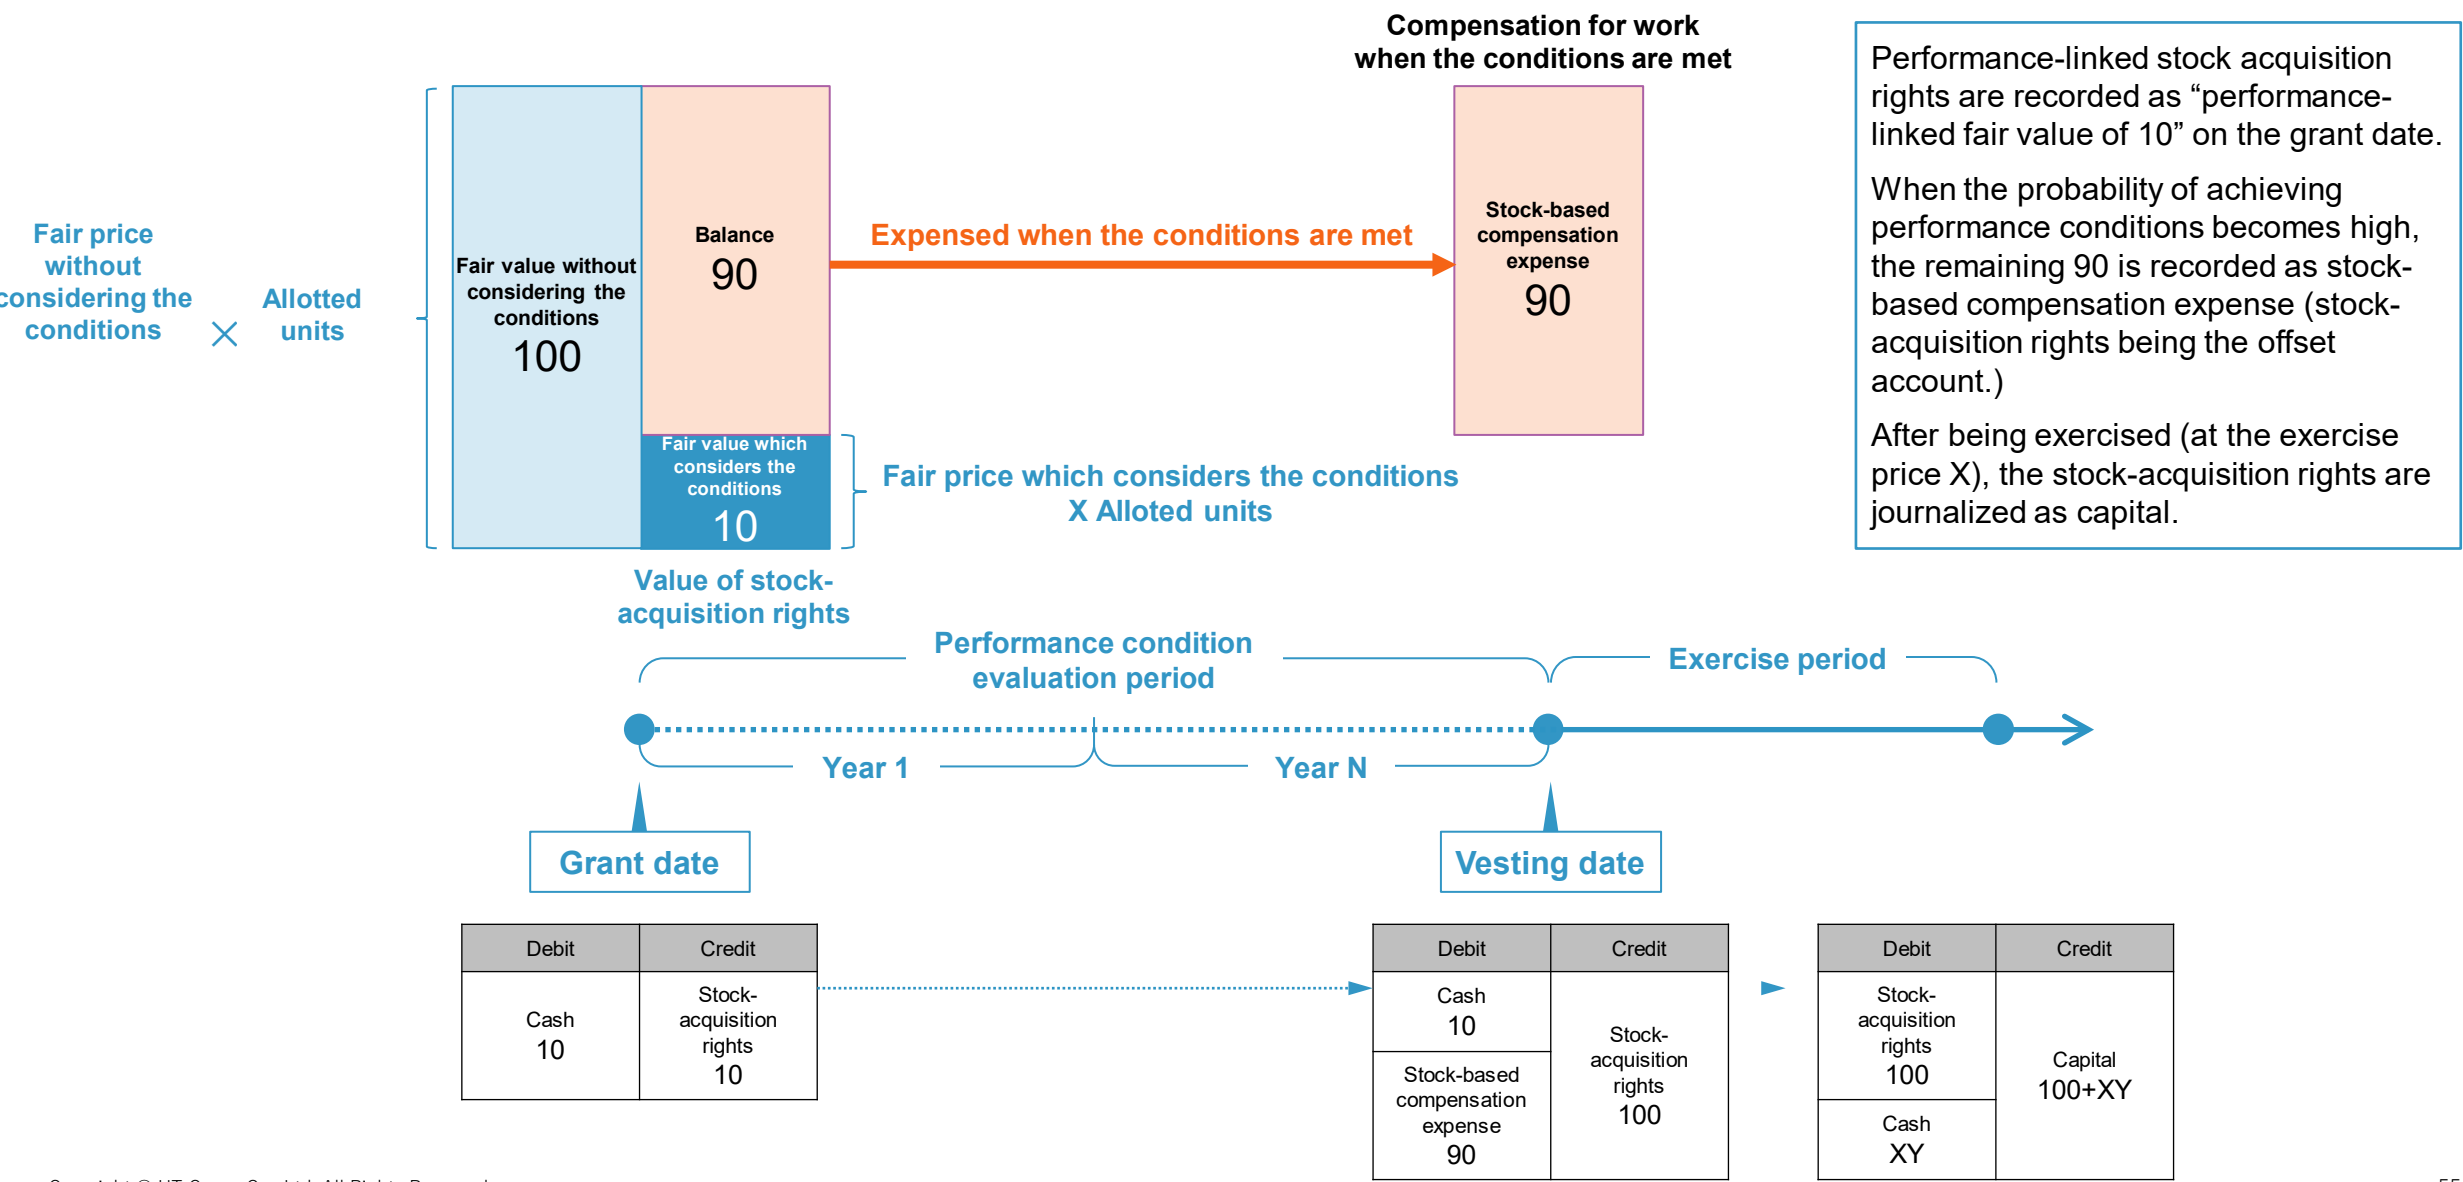 Compensation for work
when the conditions are met
Performance-linked stock acquisition
rights are recorded as “performance-
linked fair value of 10” on the grant date.
When the probability of achieving
performance conditions becomes high,
the remaining 90 is recorded as stock-
based compensation expense (stock-
acquisition rights being the offset
account.)
After being exercised (at the exercise
price X), the stock-acquisition rights are
journalized as capital.
Fair price
without
considering the
conditions
×
Allotted
units
Fair value without
considering the
conditions
100
Balance
90
Expensed when the conditions are met
Stock-based
compensation
expense
90
Fair value which
considers the
conditions
10
Fair price which considers the conditions
X Alloted units
Value of stock-
acquisition rights
Performance condition
evaluation period
Exercise period
Year 1
Year N
Grant date
Vesting date
Debit
Credit
Cash
10
Stock-
acquisition
rights
10
Debit
Credit
Cash
10
Stock-based
compensation
expense
90
Stock-
acquisition
rights
100
Debit
Credit
Stock-
acquisition
rights
100
Cash
XY
Capital
100+XY